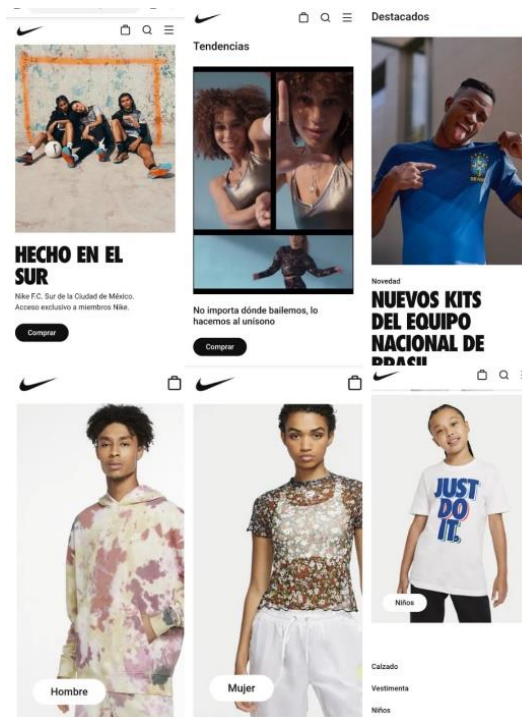 HECHO EN EL
SUR
Nike F.C. Sur de la Ciudad de México.
Acceso exclusivo a miembros Nike.
Comprar
Tendencias
No importa dónde bailemos, lo
hacemos al unísono
Comprar
Destacados
BRASIL
Novedad
NUEVOS KITS
DEL EQUIPO
NACIONAL DE
BRASIL
Hombre
Mujer
JUST
DO
IT.
Niños
Calzado
Vestimenta
Niños